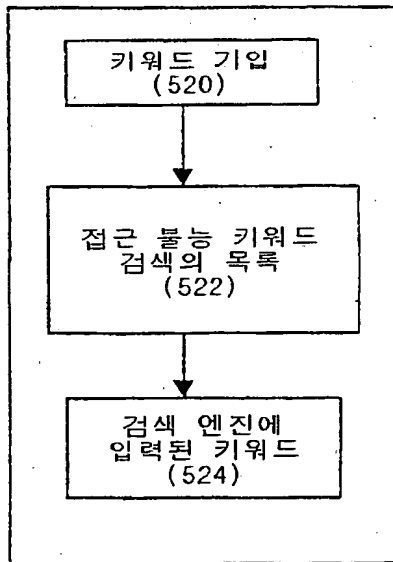 키워드 기입
(520)
접근 불능 키워드
검색의 목록
(522)
검색 엔진에
입력된 키워드
(524)